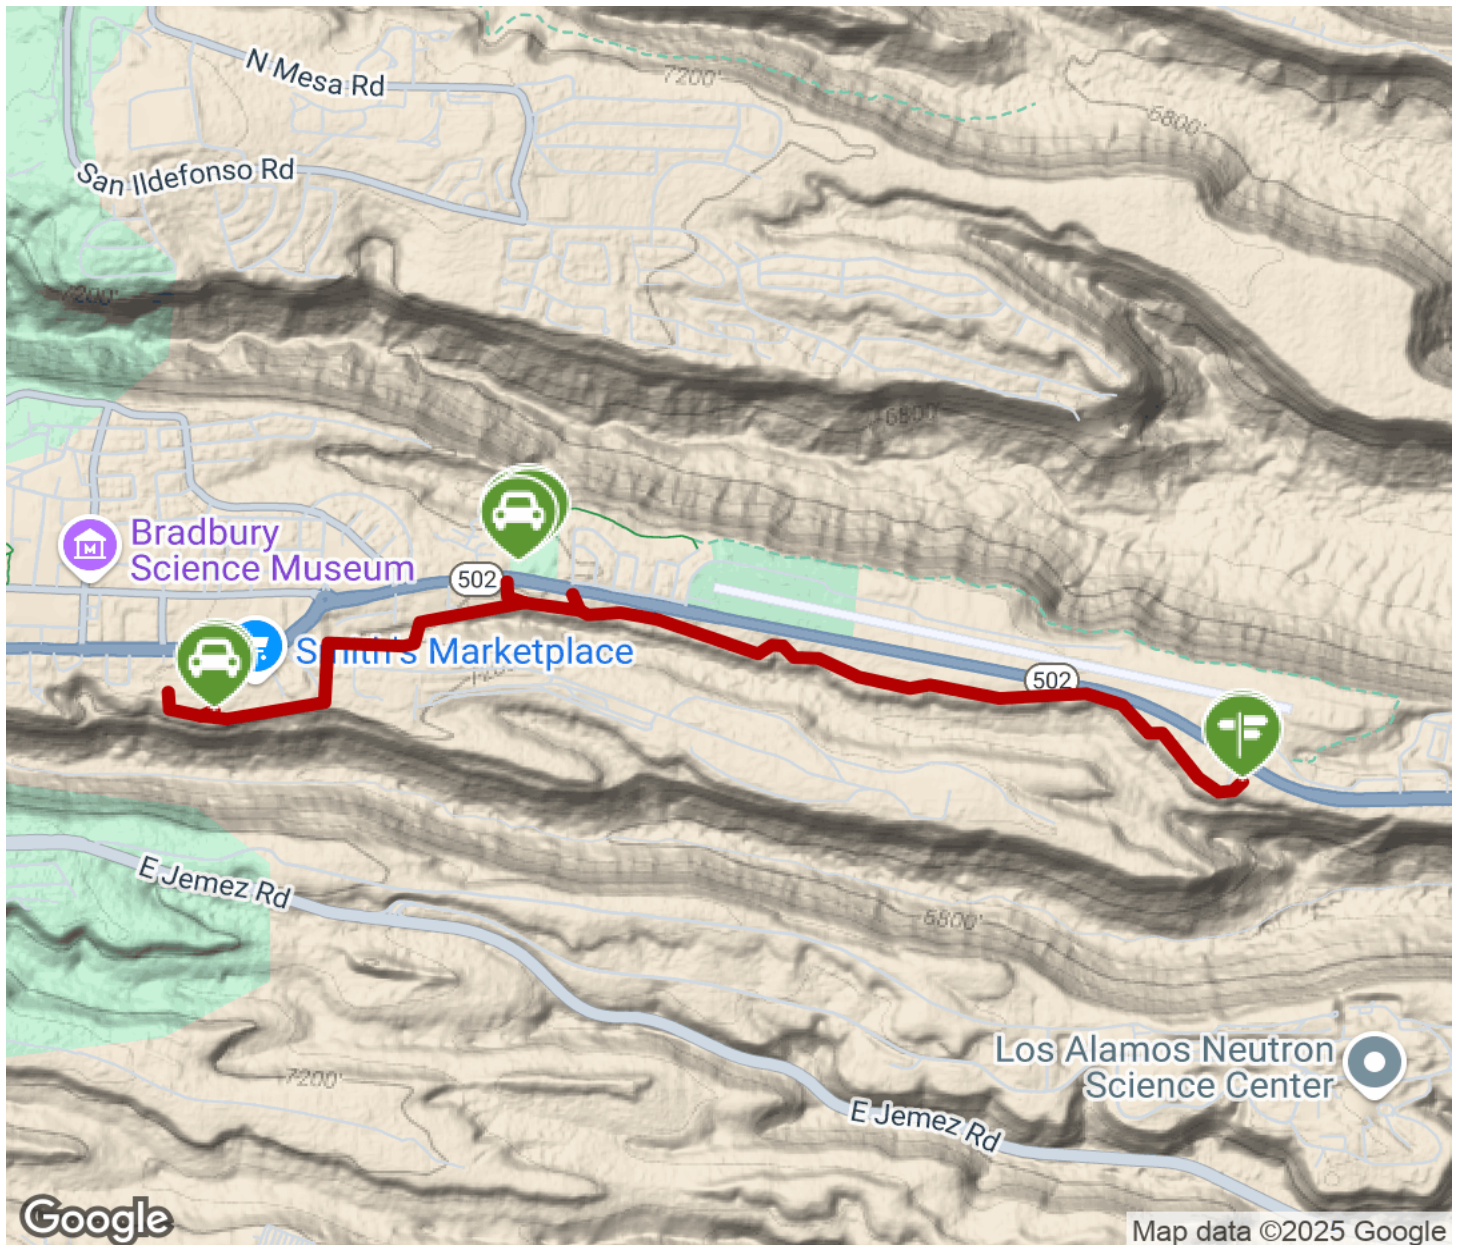 N Mesa Rd
7200'
6800'
San Ildefonso Rd
7200'
6800'
Bradbury
Science Museum
502
Smith's Marketplace
502
E Jemez Rd
6800'
Los Alamos Neutron
Science Center
7200'
E Jemez Rd
Google
Map data ©2025 Google